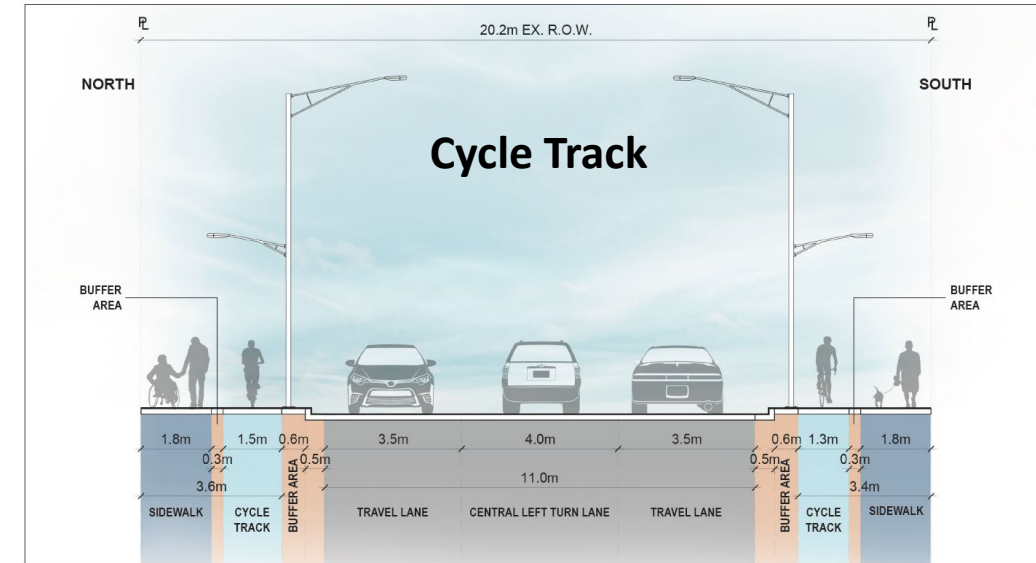 PL
PL
20.2m EX. R.O.W.
NORTH
SOUTH
Cycle Track
BUFFER
AREA
BUFFER
AREA
1.8m
1.5m
0.6m
3.5m
4.0m
3.5m
0.6m
1.3m
1.8m
0.3m
0.5m
0.5m
0.3m
3.6m
11.0m
3.4m
SIDEWALK
CYCLE
TRACK
BUFFER AREA
TRAVEL LANE
CENTRAL LEFT TURN LANE
TRAVEL LANE
BUFFER AREA
CYCLE
TRACK
SIDEWALK